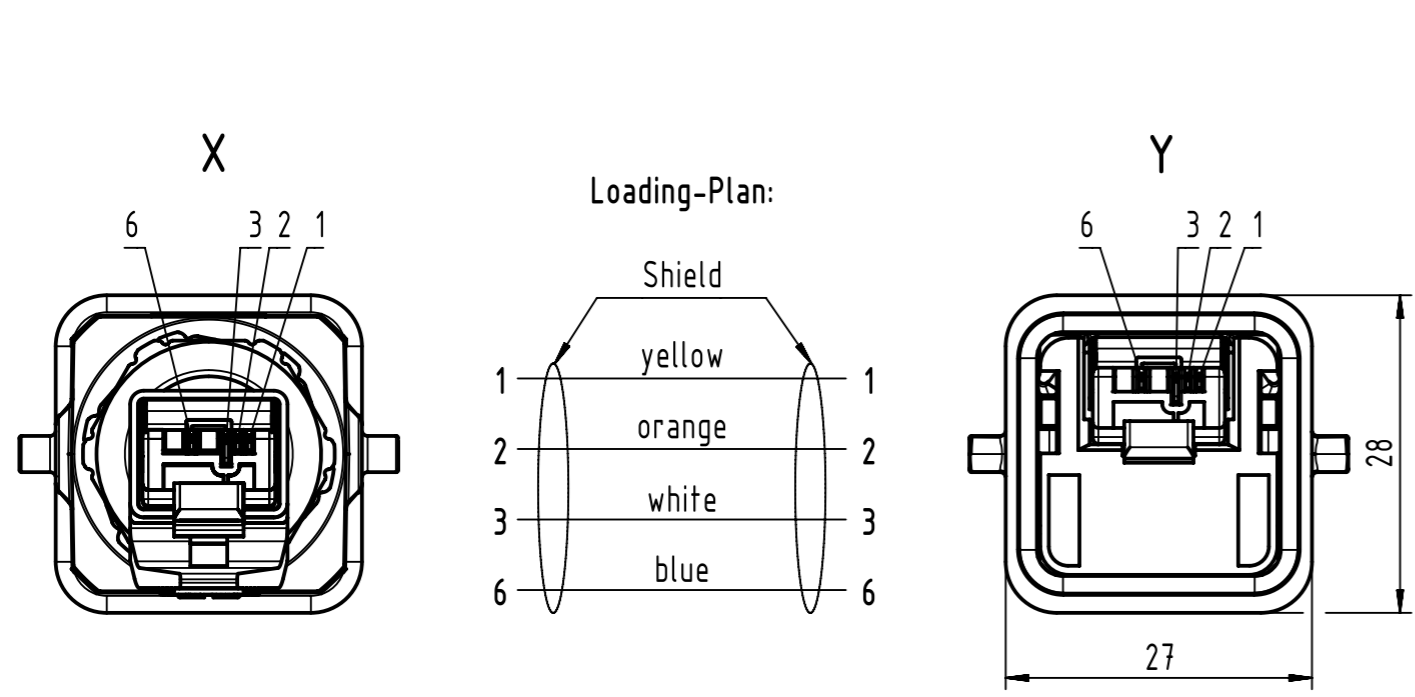 X
Y
Loading-Plan:
6 3 2 1
6 3 2 1
Shield
1 yellow 1
2 orange 2
3 white 3
6 blue 6
28
27